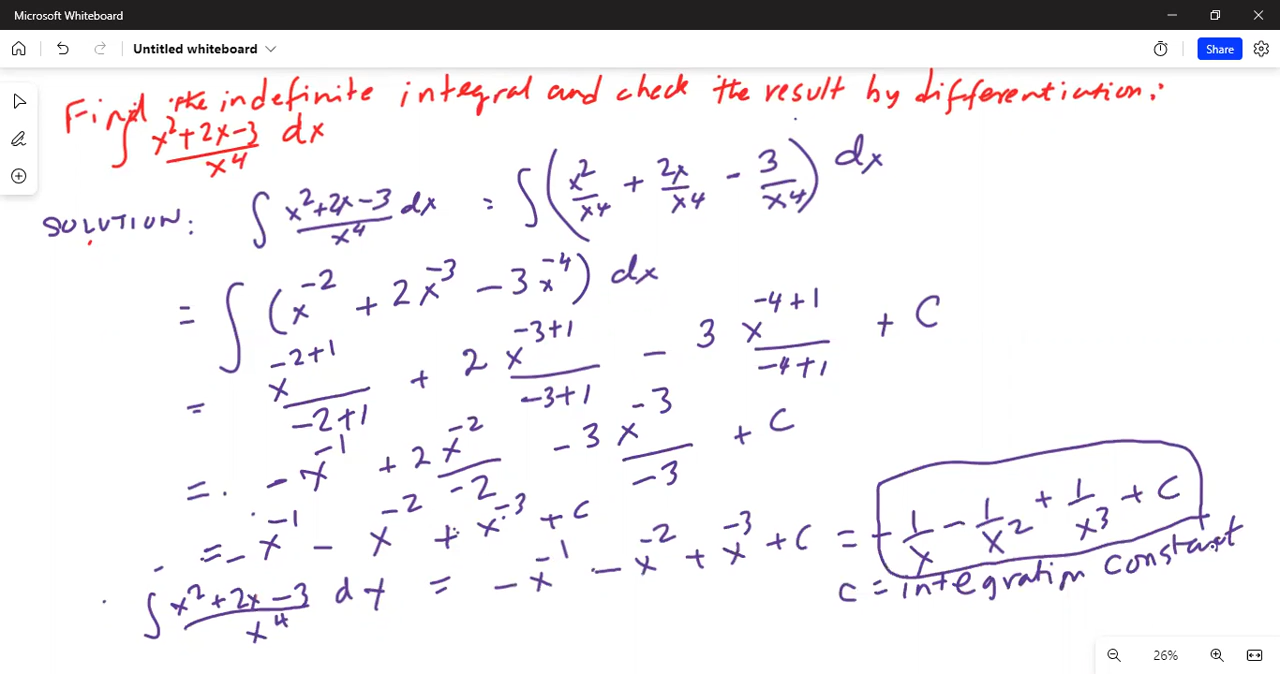 Microsoft Whiteboard
Untitled whiteboard
Share
Find the indefinite integral and check the result by differentiation:
∫ (x² + 2x - 3)/x⁴ dx
SOLUTION: ∫ (x² + 2x - 3)/x⁴ dx = ∫ (x²/x⁴ + 2x/x⁴ - 3/x⁴) dx
= ∫ (x⁻² + 2x⁻³ - 3x⁻⁴) dx
= x⁻²⁺¹/(-2+1) + 2 x⁻³⁺¹/(-3+1) - 3 x⁻⁴⁺¹/(-4+1) + C
= -x⁻¹ + 2 x⁻²/-2 - 3 x⁻³/-3 + C
= -x⁻¹ - x⁻² + x⁻³ + C
∫ (x² + 2x - 3)/x⁴ dx = -x⁻¹ - x⁻² + x⁻³ + C = -1/x - 1/x² + 1/x³ + C
C = integration constant
26%